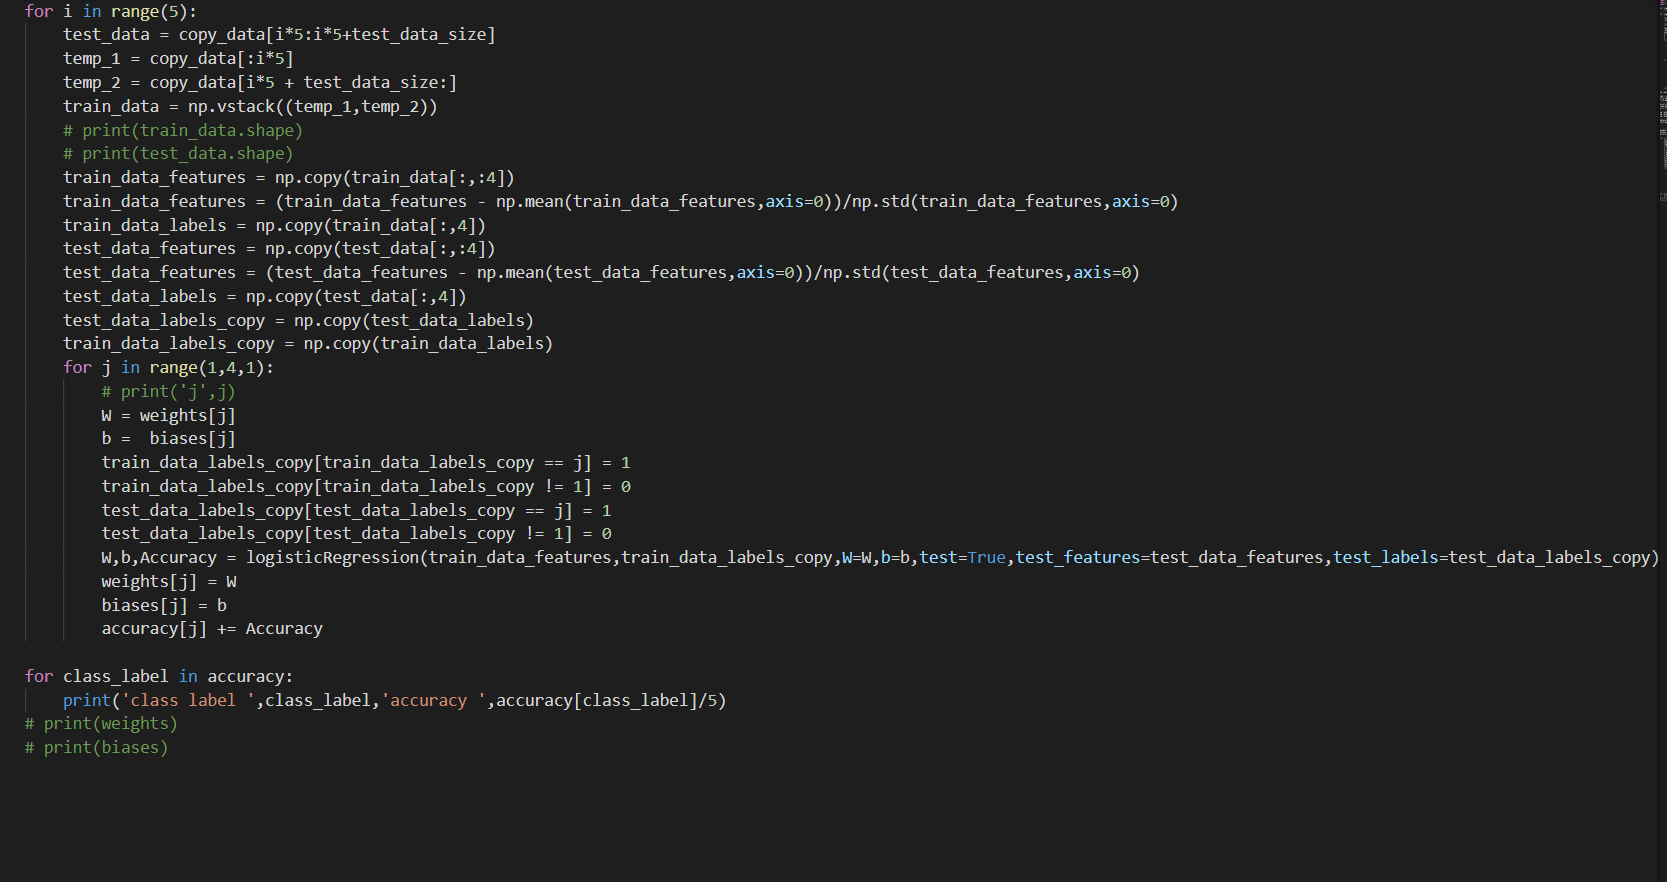 for i in range(5):
    test_data = copy_data[i*5:i*5+test_data_size]
    temp_1 = copy_data[:i*5]
    temp_2 = copy_data[i*5 + test_data_size:]
    train_data = np.vstack((temp_1,temp_2))
    # print(train_data.shape)
    # print(test_data.shape)
    train_data_features = np.copy(train_data[:,:4])
    train_data_features = (train_data_features - np.mean(train_data_features,axis=0))/np.std(train_data_features,axis=0)
    train_data_labels = np.copy(train_data[:,4])
    test_data_features = np.copy(test_data[:,:4])
    test_data_features = (test_data_features - np.mean(test_data_features,axis=0))/np.std(test_data_features,axis=0)
    test_data_labels = np.copy(test_data[:,4])
    test_data_labels_copy = np.copy(test_data_labels)
    train_data_labels_copy = np.copy(train_data_labels)
    for j in range(1,4,1):
        # print('j',j)
        W = weights[j]
        b =  biases[j]
        train_data_labels_copy[train_data_labels_copy == j] = 1
        train_data_labels_copy[train_data_labels_copy != 1] = 0
        test_data_labels_copy[test_data_labels_copy == j] = 1
        test_data_labels_copy[test_data_labels_copy != 1] = 0
        W,b,Accuracy = logisticRegression(train_data_features,train_data_labels_copy,W=W,b=b,test=True,test_features=test_data_features,test_labels=test_data_labels_copy)
        weights[j] = W
        biases[j] = b
        accuracy[j] += Accuracy

for class_label in accuracy:
    print('class label ',class_label,'accuracy ',accuracy[class_label]/5)
# print(weights)
# print(biases)